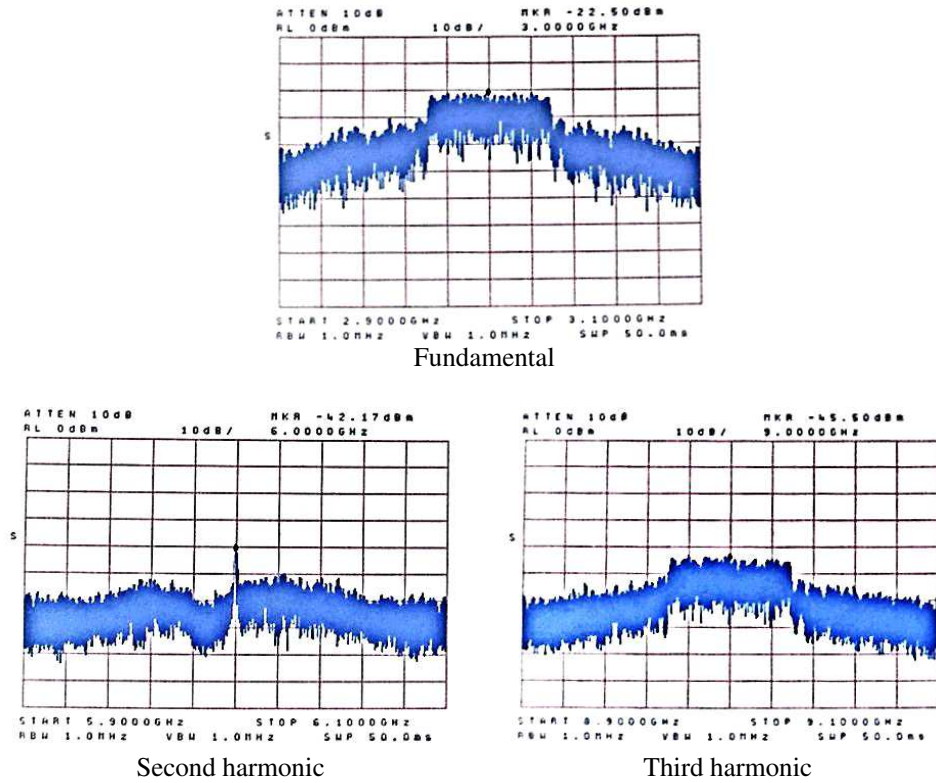 ATTEN 10dB MKR -22.50dBm
RL 0dBm 10dB/ 3.0000GHz
S
START 2.9000GHz STOP 3.1000GHz
RBW 1.0MHz VBW 1.0MHz SWP 50.0ms
Fundamental
ATTEN 10dB MKR -42.17dBm
RL 0dBm 10dB/ 6.0000GHz
S
START 5.9000GHz STOP 6.1000GHz
RBW 1.0MHz VBW 1.0MHz SWP 50.0ms
Second harmonic
ATTEN 10dB MKR -45.50dBm
RL 0dBm 10dB/ 9.0000GHz
S
START 8.9000GHz STOP 9.1000GHz
RBW 1.0MHz VBW 1.0MHz SWP 50.0ms
Third harmonic